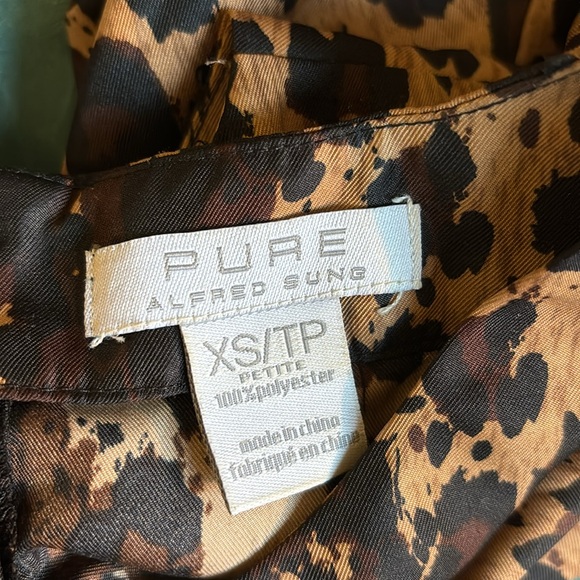 PURE
ALFRED SUNG
XS/TP
PETITE
100% polyester
made in china
fabriqué en chine